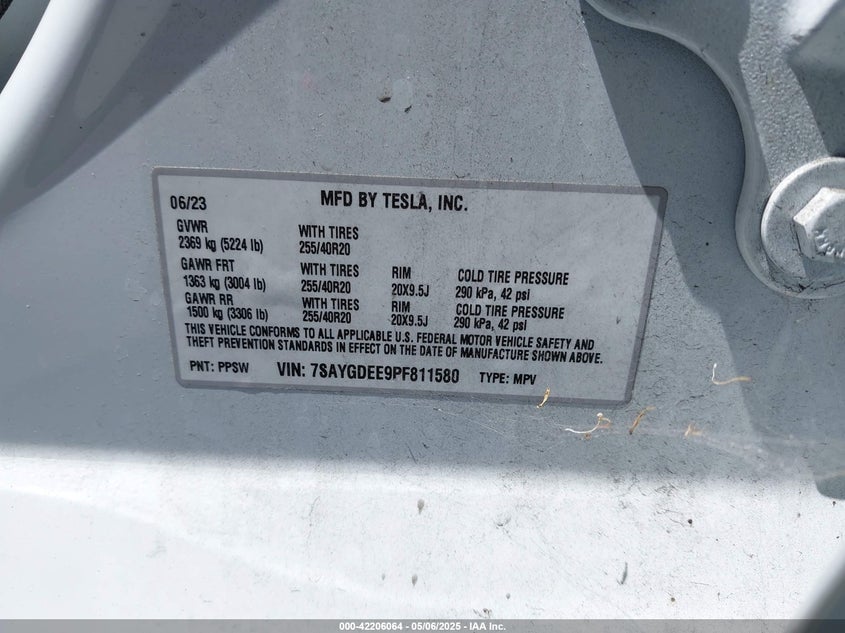 06/23 MFD BY TESLA, INC.
GVWR WITH TIRES
2369 kg (5224 lb) 255/40R20
GAWR FRT WITH TIRES RIM COLD TIRE PRESSURE
1363 kg (3004 lb) 255/40R20 20X9.5J 290 kPa, 42 psi
GAWR RR WITH TIRES RIM COLD TIRE PRESSURE
1500 kg (3306 lb) 255/40R20 20X9.5J 290 kPa, 42 psi
THIS VEHICLE CONFORMS TO ALL APPLICABLE U.S. FEDERAL MOTOR VEHICLE SAFETY AND
THEFT PREVENTION STANDARDS IN EFFECT ON THE DATE OF MANUFACTURE SHOWN ABOVE.
PNT: PPSW VIN: 7SAYGDEE9PF811580 TYPE: MPV
000-42206064 - 05/06/2025 - IAA Inc.